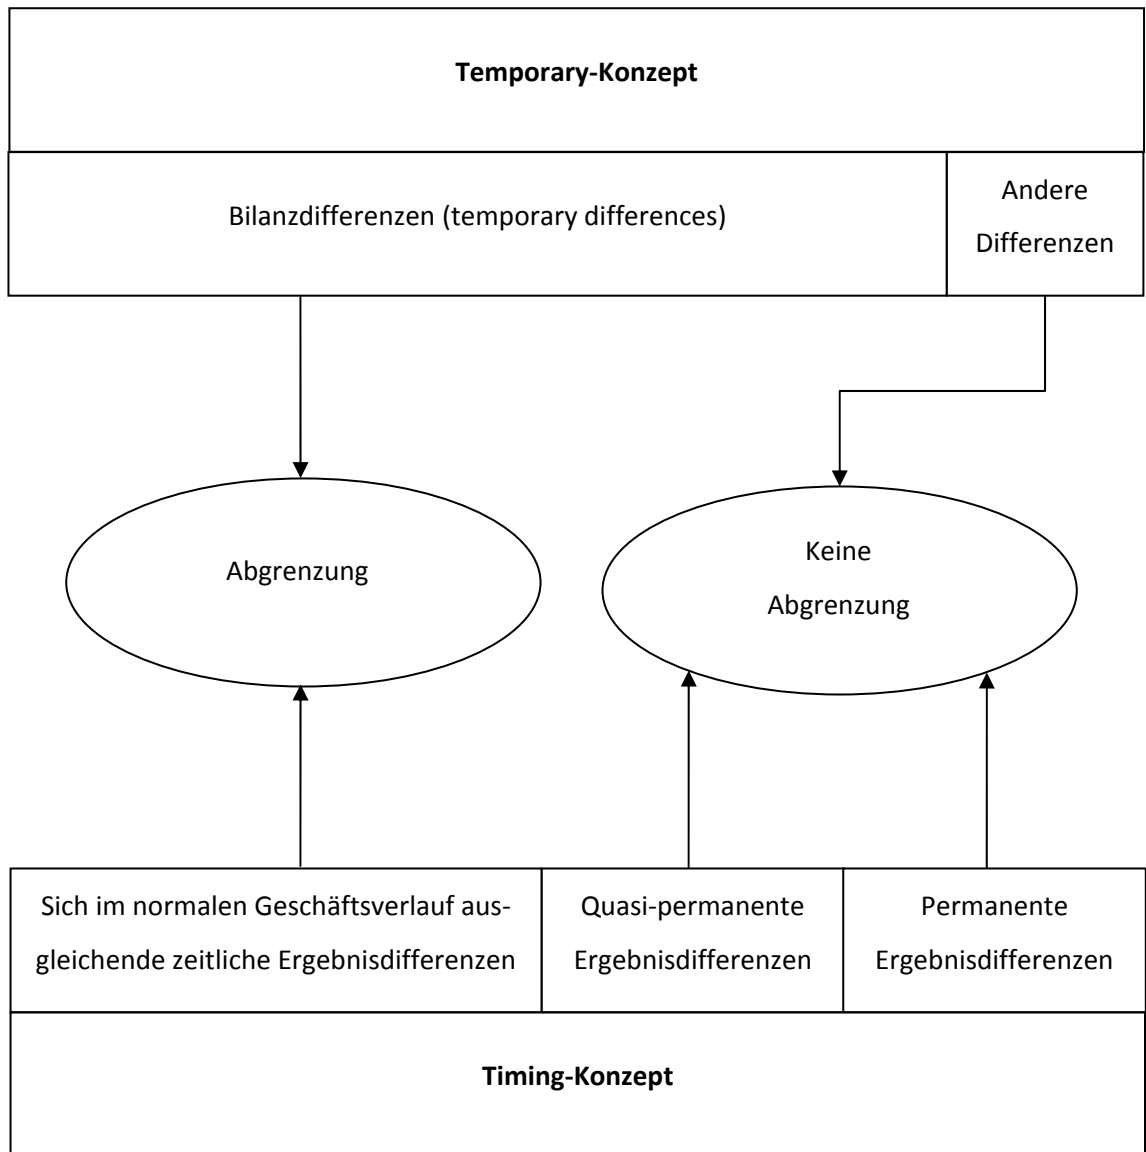 Temporary-Konzept
Bilanzdifferenzen (temporary differences)
Andere
Differenzen
Abgrenzung
Keine
Abgrenzung
Sich im normalen Geschäftsverlauf aus-
gleichende zeitliche Ergebnisdifferenzen
Quasi-permanente
Ergebnisdifferenzen
Permanente
Ergebnisdifferenzen
Timing-Konzept